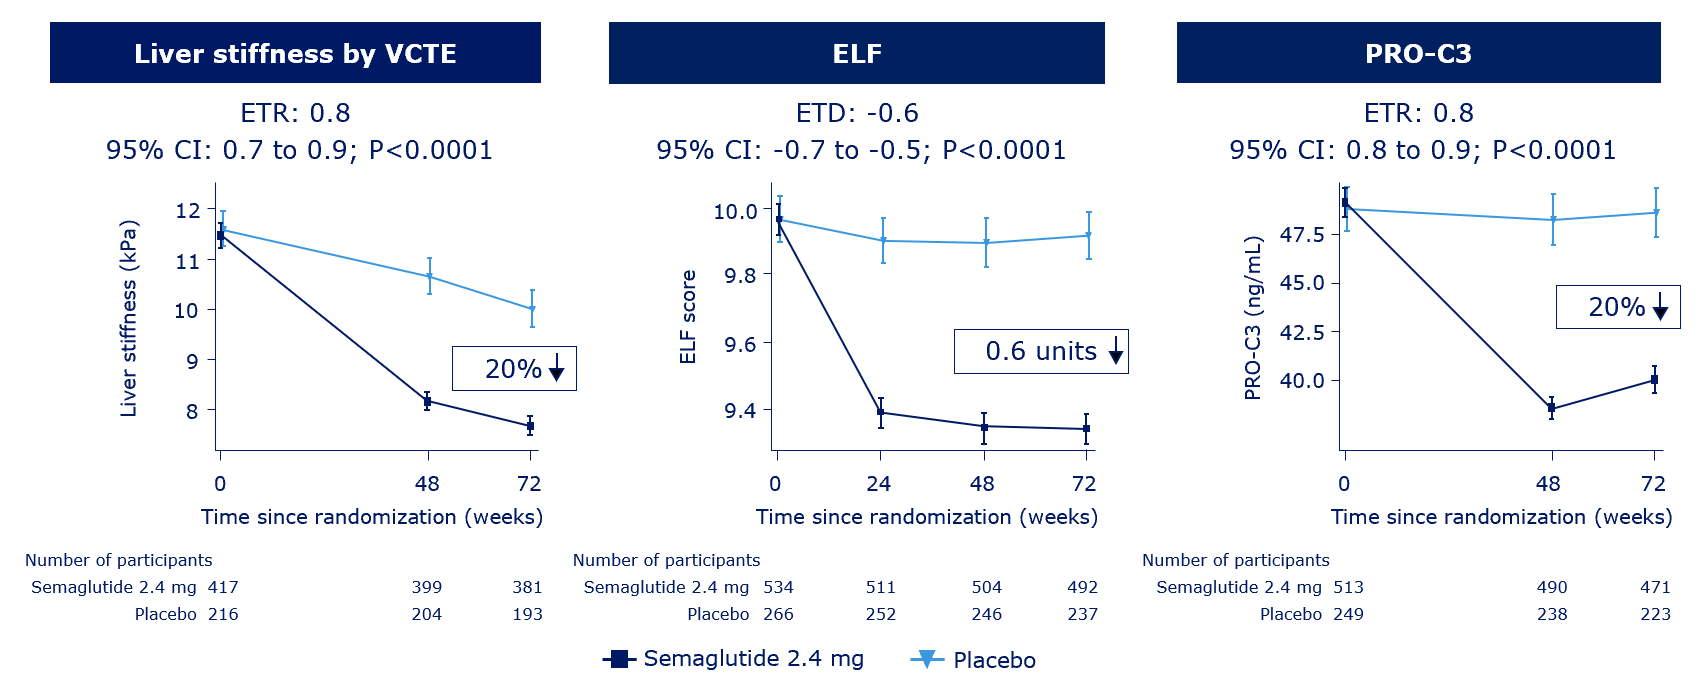 Liver stiffness by VCTE
ETR: 0.8
95% CI: 0.7 to 0.9; P<0.0001
Liver stiffness (kPa)
12
11
10
9
8
20%
0 48 72
Time since randomization (weeks)
Number of participants
Semaglutide 2.4 mg 417 399 381
Placebo 216 204 193
ELF
ETD: -0.6
95% CI: -0.7 to -0.5; P<0.0001
ELF score
10.0
9.8
9.6
9.4
0.6 units
0 24 48 72
Time since randomization (weeks)
Number of participants
Semaglutide 2.4 mg 534 511 504 492
Placebo 266 252 246 237
PRO-C3
ETR: 0.8
95% CI: 0.8 to 0.9; P<0.0001
PRO-C3 (ng/mL)
47.5
45.0
42.5
40.0
20%
0 48 72
Time since randomization (weeks)
Number of participants
Semaglutide 2.4 mg 513 490 471
Placebo 249 238 223
Semaglutide 2.4 mg Placebo